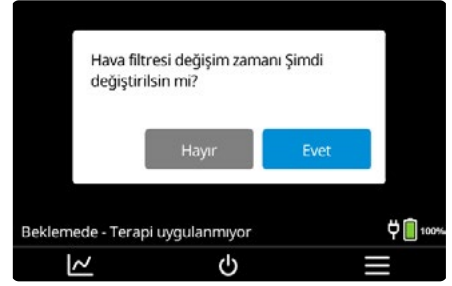 Hava filtresi değişim zamanı Şimdi
değiştirilsin mi?
Hayır
Evet
Beklemede - Terapi uygulanmıyor
100%